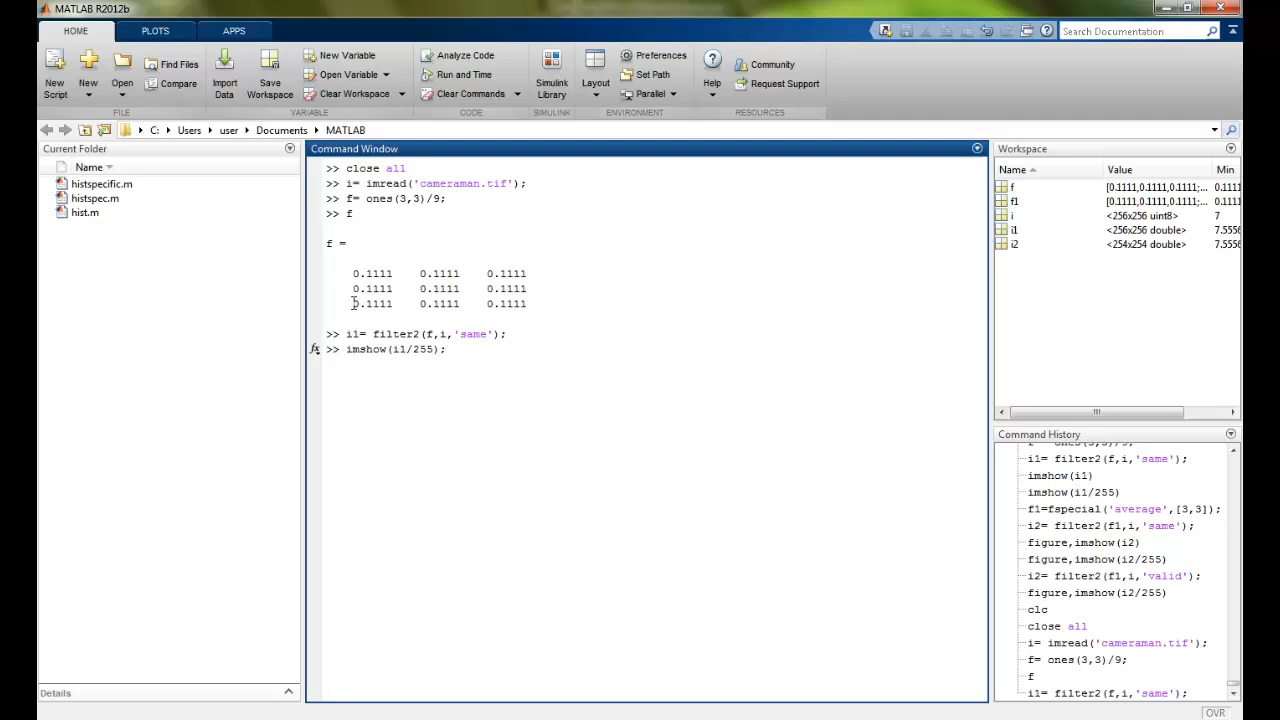 MATLAB R2012b
HOME PLOTS APPS
Search Documentation
New Script
New
Open
Find Files
Compare
Import Data
Save Workspace
New Variable
Open Variable
Clear Workspace
Analyze Code
Run and Time
Clear Commands
Simulink Library
Layout
Preferences
Set Path
Parallel
Help
Community
Request Support
FILE VARIABLE CODE SIMULINK ENVIRONMENT RESOURCES
C: Users user Documents MATLAB
Current Folder
Name
histspecific.m
histspec.m
hist.m
Details
Command Window
>> close all
>> i= imread('cameraman.tif');
>> f= ones(3,3)/9;
>> f
f =
0.1111 0.1111 0.1111
0.1111 0.1111 0.1111
0.1111 0.1111 0.1111
>> i1= filter2(f,i,'same');
fx >> imshow(i1/255);
Workspace
Name Value Min
f [0.1111,0.1111,0.1111;... 0.1111
f1 [0.1111,0.1111,0.1111;... 0.1111
i <256x256 uint8> 7
i1 <256x256 double> 7.5556
i2 <254x254 double> 7.5556
Command History
i1= filter2(f,i,'same');
imshow(i1)
imshow(i1/255)
f1=fspecial('average',[3,3]);
i2= filter2(f1,i,'same');
figure,imshow(i2)
figure,imshow(i2/255)
i2= filter2(f1,i,'valid');
figure,imshow(i2/255)
clc
close all
i= imread('cameraman.tif');
f= ones(3,3)/9;
f
i1= filter2(f,i,'same');
OVR